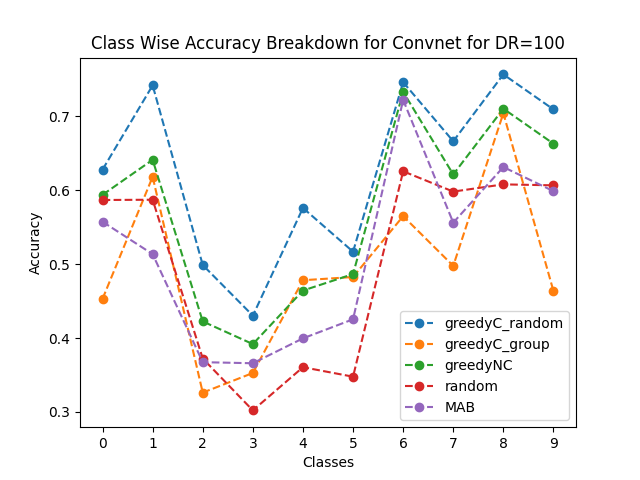 Class Wise Accuracy Breakdown for Convnet for DR=100
Accuracy
0.7
0.6
0.5
0.4
0.3
greedyC_random
greedyC_group
greedyNC
random
MAB
0 1 2 3 4 5 6 7 8 9
Classes